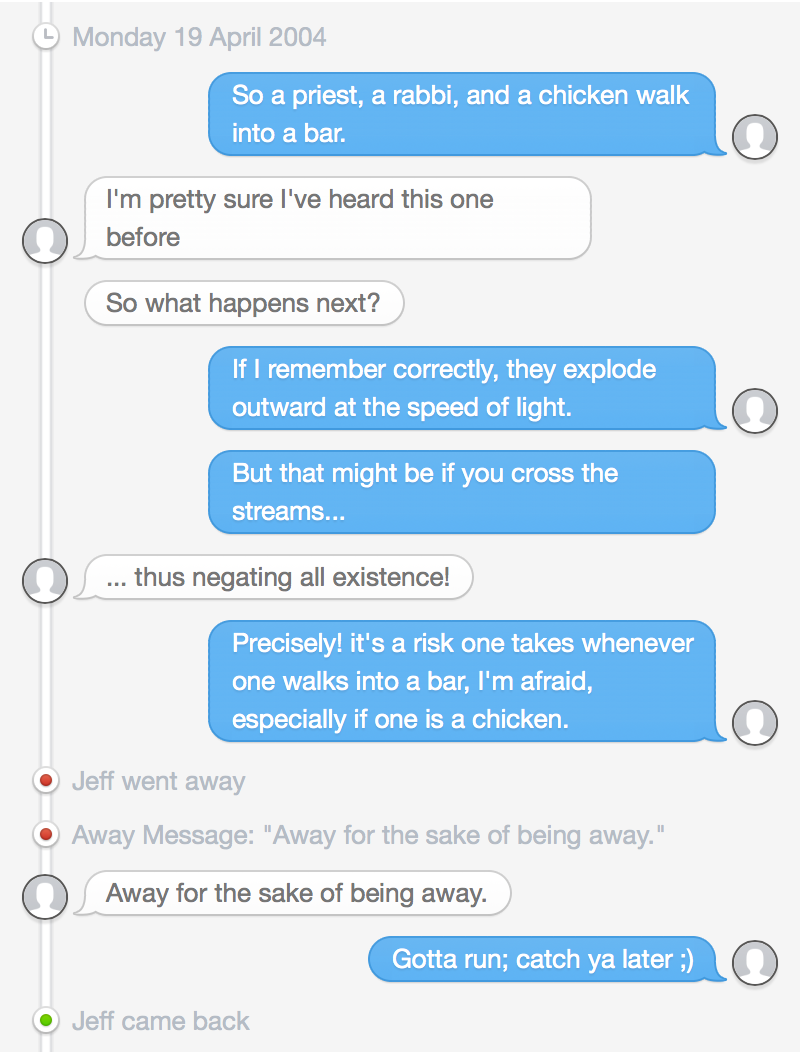 Monday 19 April 2004
So a priest, a rabbi, and a chicken walk
into a bar.
I'm pretty sure I've heard this one
before
So what happens next?
If I remember correctly, they explode
outward at the speed of light.
But that might be if you cross the
streams...
... thus negating all existence!
Precisely! it's a risk one takes whenever
one walks into a bar, I'm afraid,
especially if one is a chicken.
Jeff went away
Away Message: "Away for the sake of being away."
Away for the sake of being away.
Gotta run; catch ya later ;)
Jeff came back